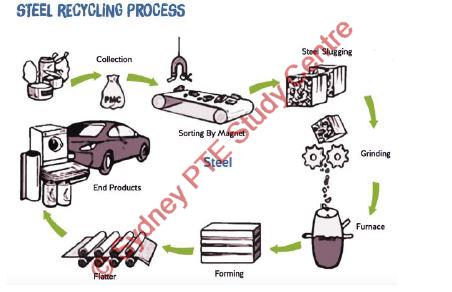 STEEL RECYCLING PROCESS
Collection
PMC
Sorting By Magnet
Steel Slugging
Grinding
Furnace
Forming
Flatter
End Products
Steel
© Sydney PTE Study Centre